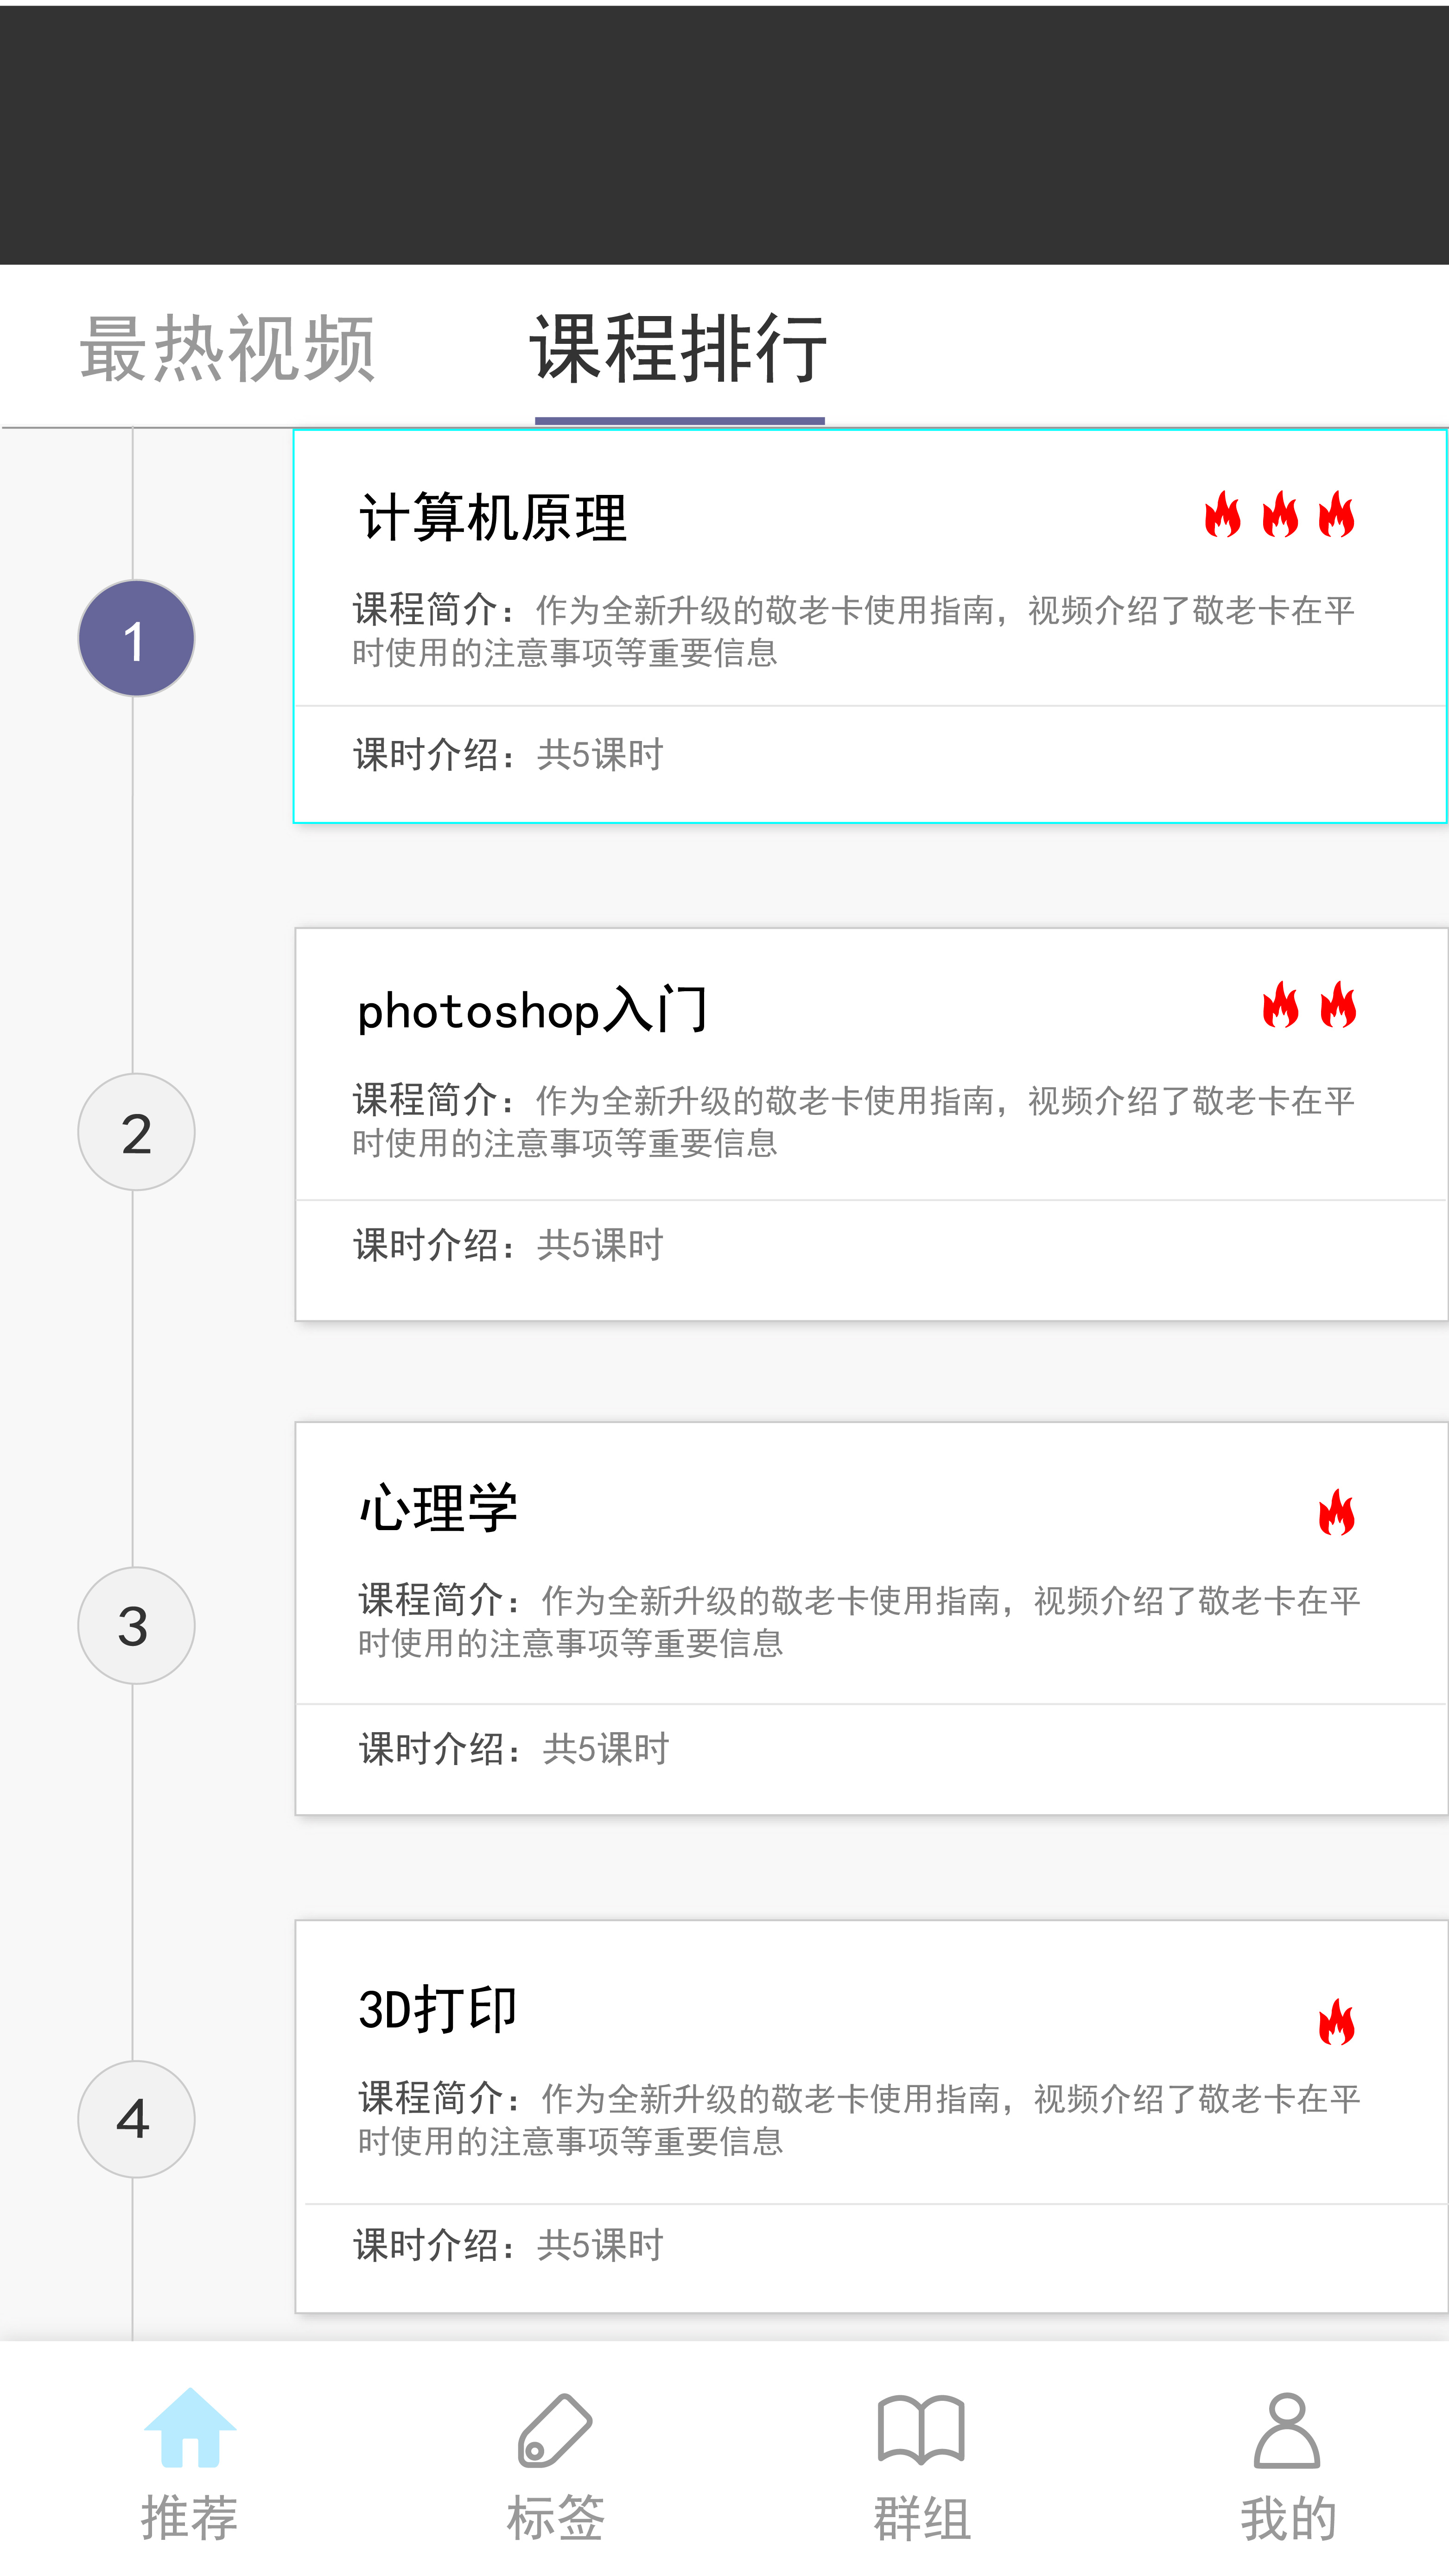 最热视频 课程排行
计算机原理
1
课程简介：作为全新升级的敬老卡使用指南，视频介绍了敬老卡在平
时使用的注意事项等重要信息
课时介绍：共5课时
photoshop入门
2
课程简介：作为全新升级的敬老卡使用指南，视频介绍了敬老卡在平
时使用的注意事项等重要信息
课时介绍：共5课时
心理学
3
课程简介：作为全新升级的敬老卡使用指南，视频介绍了敬老卡在平
时使用的注意事项等重要信息
课时介绍：共5课时
3D打印
4
课程简介：作为全新升级的敬老卡使用指南，视频介绍了敬老卡在平
时使用的注意事项等重要信息
课时介绍：共5课时
推荐 标签 群组 我的